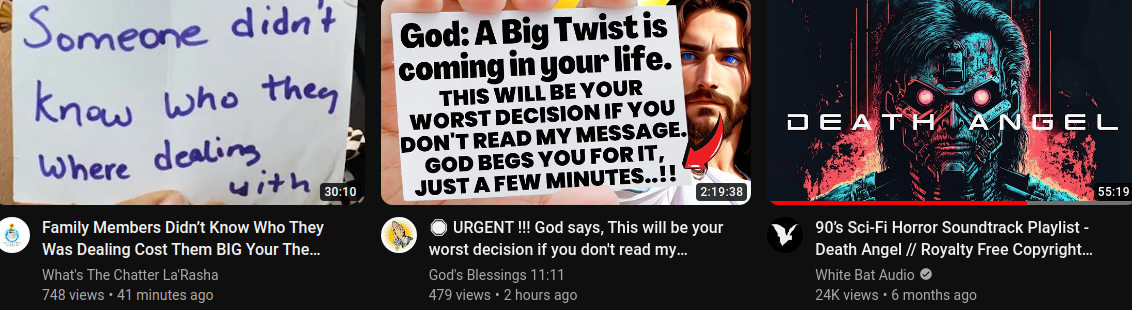 Someone didn't
know who they
where dealing
with
30:10
Family Members Didn't Know Who They
Was Dealing Cost Them BIG Your The...
What's The Chatter La'Rasha
748 views • 41 minutes ago
God: A Big Twist is
coming in your life.
THIS WILL BE YOUR
WORST DECISION IF YOU
DON'T READ MY MESSAGE.
GOD BEGS YOU FOR IT,
JUST A FEW MINUTES..!!
2:19:38
URGENT !!! God says, This will be your
worst decision if you don't read my...
God's Blessings 11:11
479 views • 2 hours ago
DEATH ANGEL
55:19
90's Sci-Fi Horror Soundtrack Playlist -
Death Angel // Royalty Free Copyright...
White Bat Audio
24K views • 6 months ago